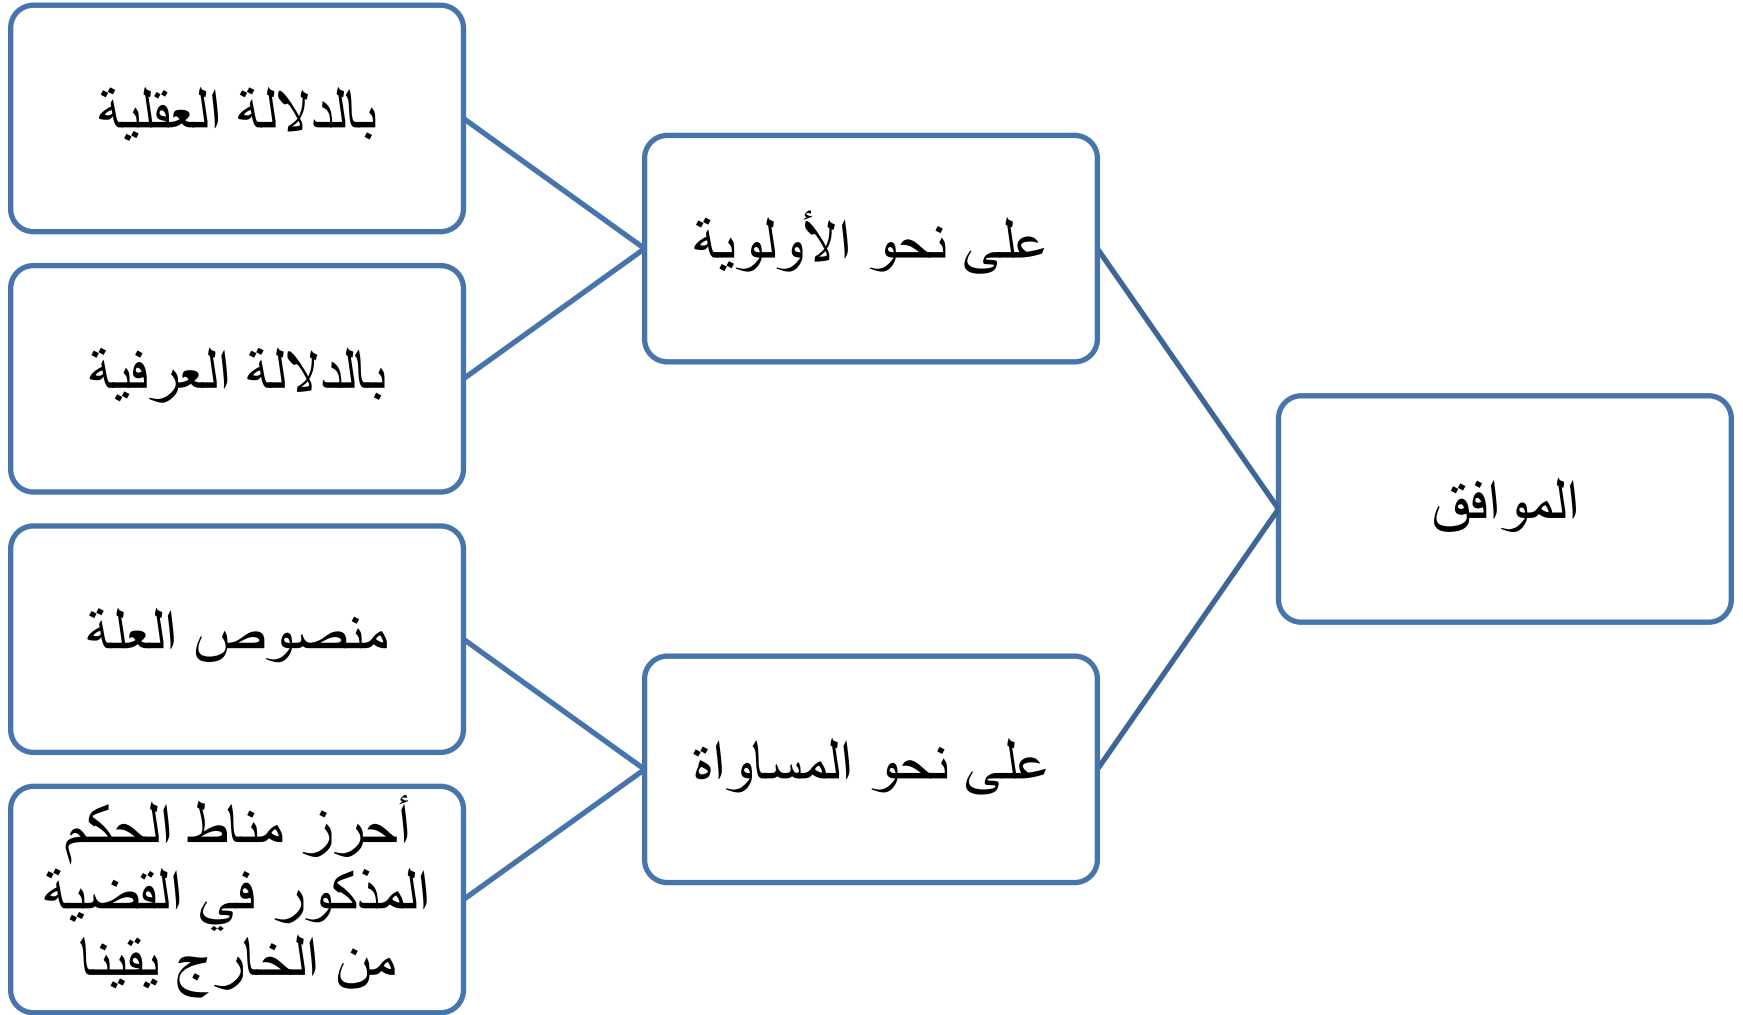 الموافق
على نحو الأولوية
بالدلالة العقلية
بالدلالة العرفية
على نحو المساواة
منصوص العلة
أحرز مناط الحكم
المذكور في القضية
من الخارج يقينا